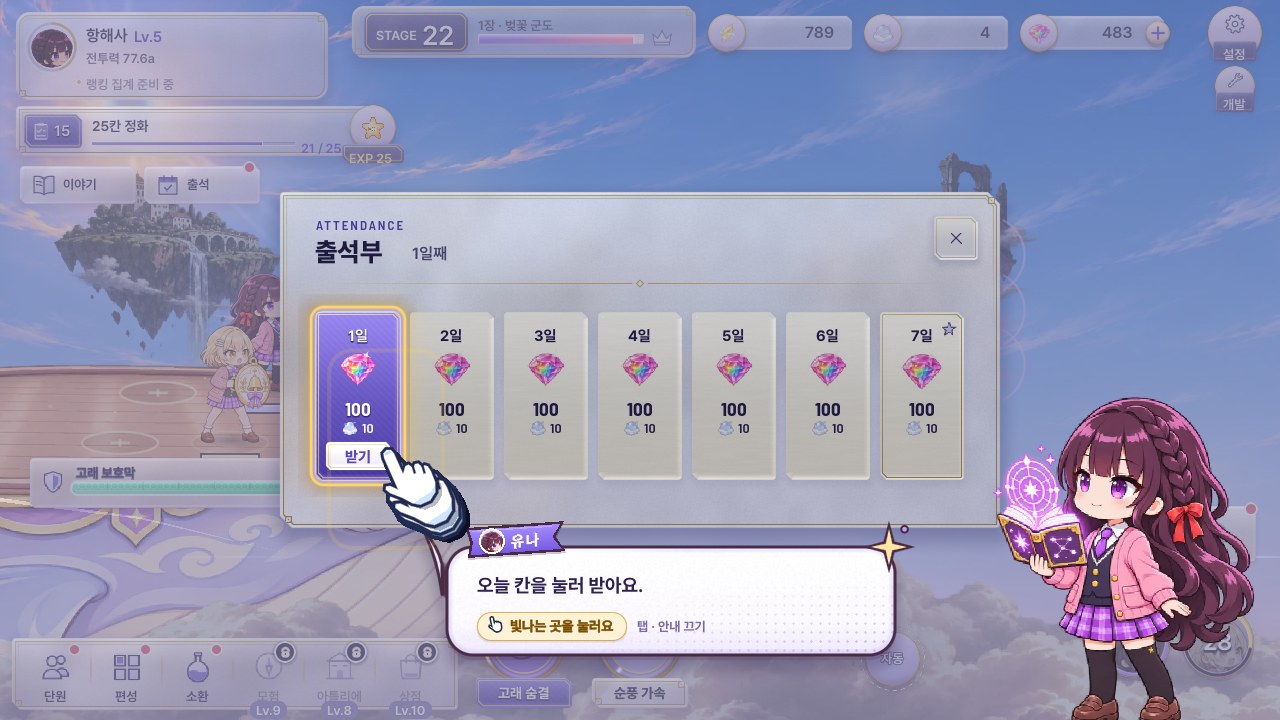 항해사 Lv.5
전투력 77.6a
* 랭킹 집계 준비 중
STAGE 22
1장 · 벚꽃 군도
789
4
483
설정
개발
15
25칸 정화
21 / 25
EXP 25
이야기
출석
ATTENDANCE
출석부 1일째
1일
100
10
받기
2일
100
10
3일
100
10
4일
100
10
5일
100
10
6일
100
10
7일
100
10
고래 보호막
유나
오늘 칸을 눌러 받아요.
빛나는 곳을 눌러요
탭 · 안내 끄기
단원
편성
소환
모험
Lv.9
아틀리에
Lv.8
상점
Lv.10
고래 숨결
순풍 가속
자동